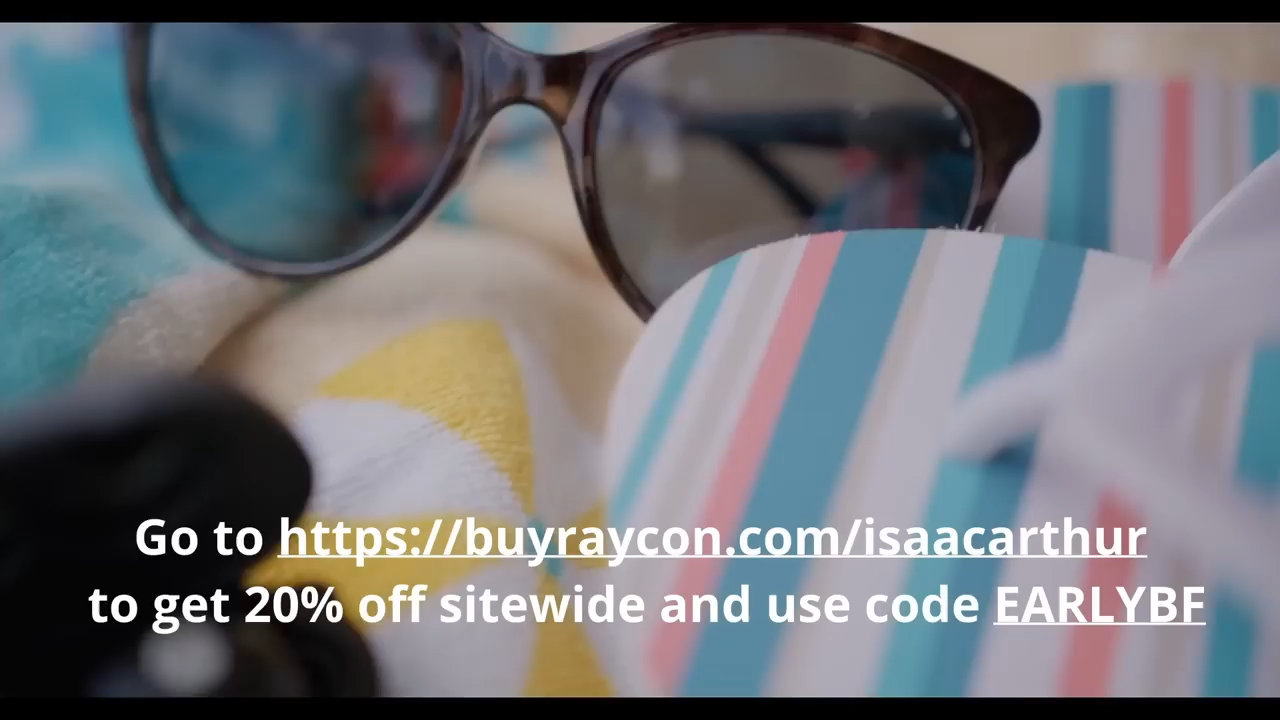 Go to https://buyraycon.com/isaacarthur
to get 20% off sitewide and use code EARLYBF